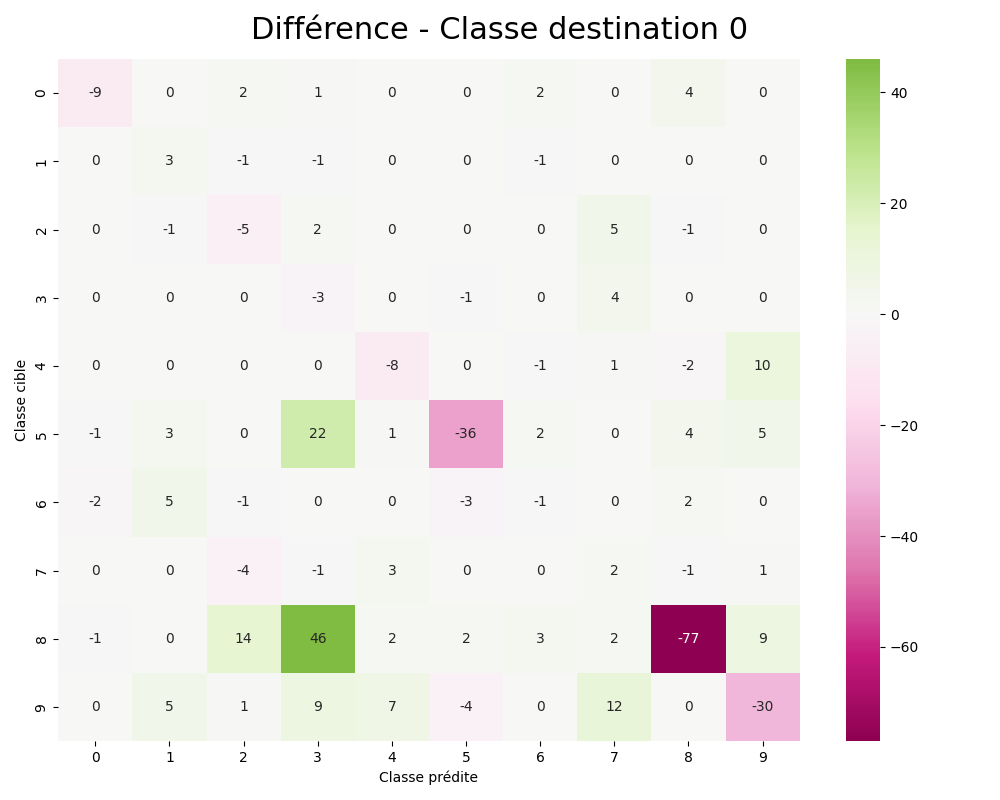 Différence - Classe destination 0
0 -9 0 2 1 0 0 2 0 4 0
1 0 3 -1 -1 0 0 -1 0 0 0
2 0 -1 -5 2 0 0 0 5 -1 0
3 0 0 0 -3 0 -1 0 4 0 0
4 0 0 0 0 -8 0 -1 1 -2 10
5 -1 3 0 22 1 -36 2 0 4 5
6 -2 5 -1 0 0 -3 -1 0 2 0
7 0 0 -4 -1 3 0 0 2 -1 1
8 -1 0 14 46 2 2 3 2 -77 9
9 0 5 1 9 7 -4 0 12 0 -30
0 1 2 3 4 5 6 7 8 9
Classe prédite
Classe cible
40
20
0
−20
−40
−60